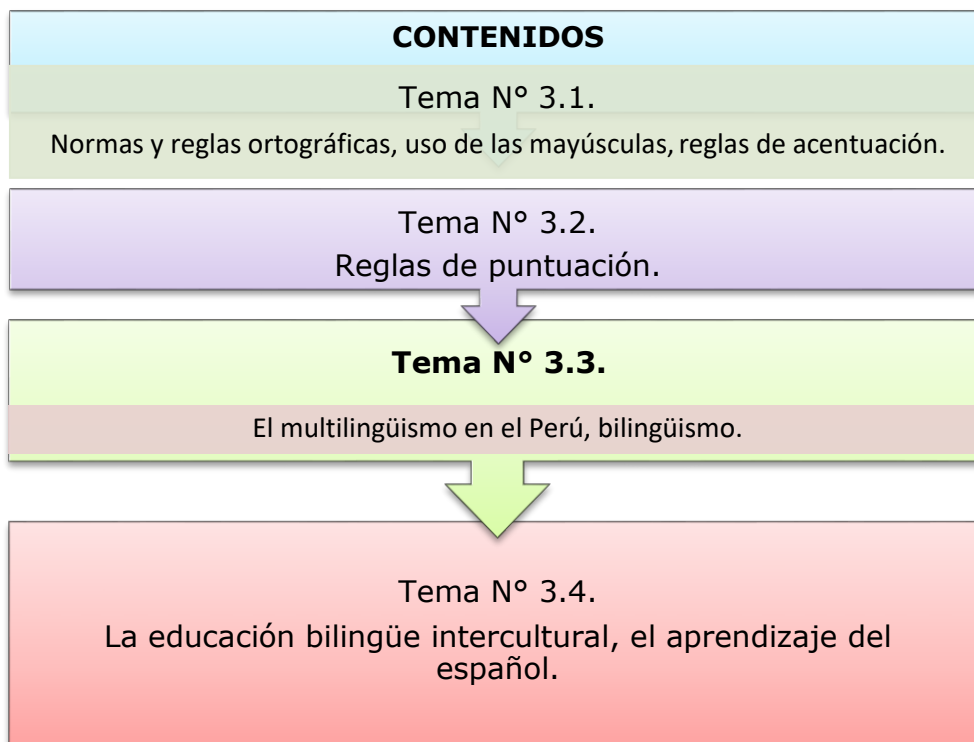 CONTENIDOS
Tema N° 3.1.
Normas y reglas ortográficas, uso de las mayúsculas, reglas de acentuación.
Tema N° 3.2.
Reglas de puntuación.
Tema N° 3.3.
El multilingüismo en el Perú, bilingüismo.
Tema N° 3.4.
La educación bilingüe intercultural, el aprendizaje del
español.